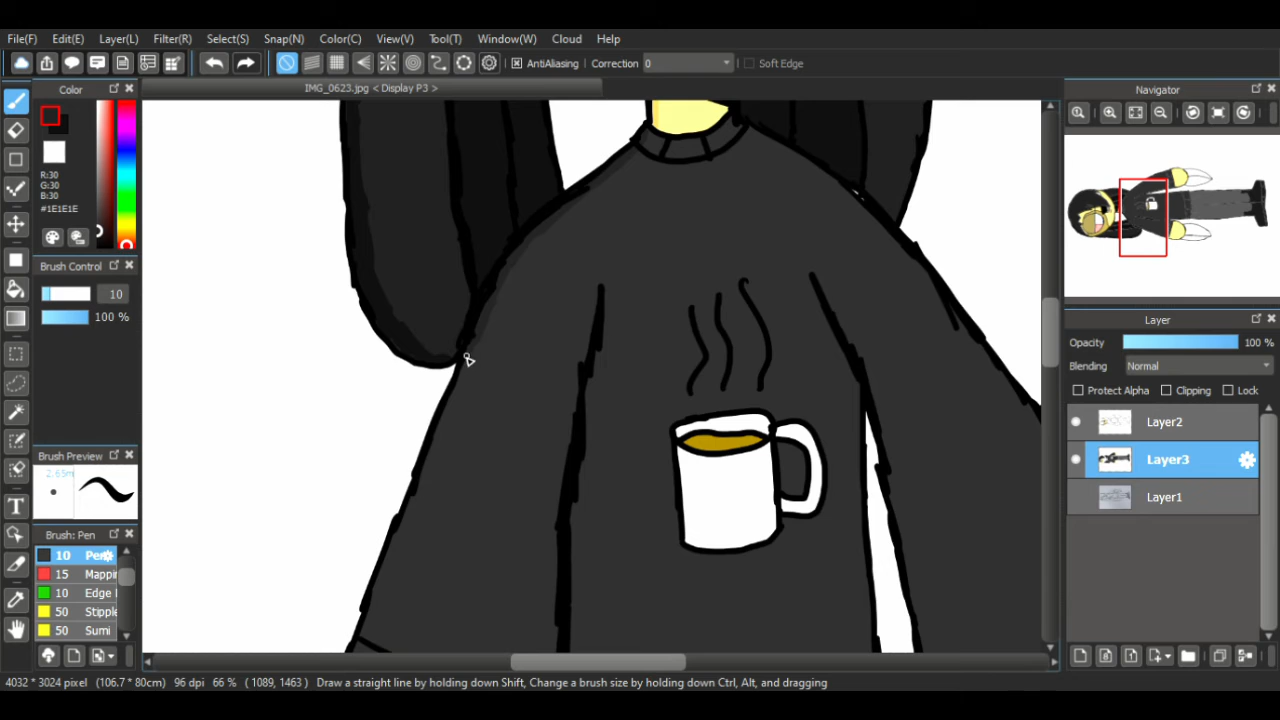 File(F) Edit(E) Layer(L) Filter(R) Select(S) Snap(N) Color(C) View(V) Tool(T) Window(W) Cloud Help
AntiAliasing Correction 0 Soft Edge
Color
IMG_0623.jpg < Display P3 >
Navigator
R:30
G:30
B:30
#1E1E1E
Brush Control
10
100 %
Layer
Opacity 100 %
Blending Normal
Protect Alpha Clipping Lock
Layer2
Layer3
Layer1
Brush Preview
Brush: Pen
10 Pen
15 Mappin
10 Edge
50 Stipple
50 Sumi
4032 * 3024 pixel (106.7 * 80cm) 96 dpi 66 % ( 1089, 1463 ) Draw a straight line by holding down Shift, Change a brush size by holding down Ctrl, Alt, and dragging